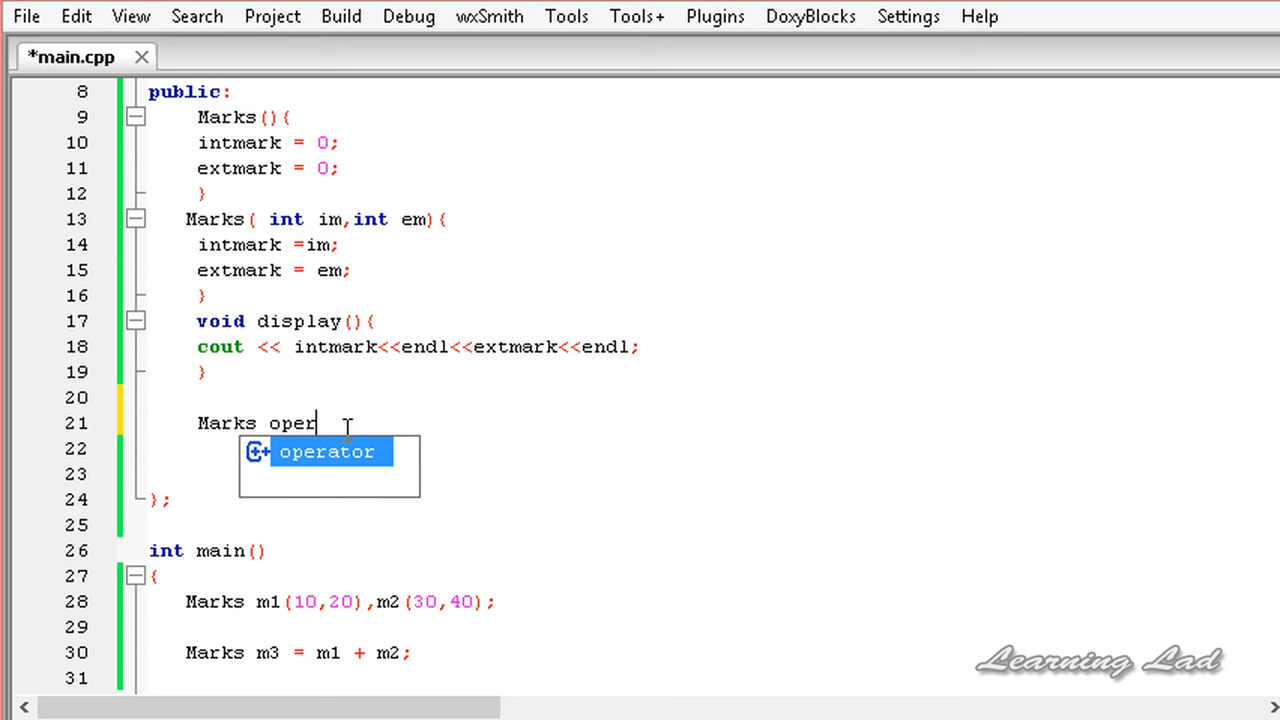 File Edit View Search Project Build Debug wxSmith Tools Tools+ Plugins DoxyBlocks Settings Help
*main.cpp
8 public:
9 Marks(){
10 intmark = 0;
11 extmark = 0;
12 }
13 Marks( int im,int em){
14 intmark =im;
15 extmark = em;
16 }
17 void display(){
18 cout << intmark<<endl<<extmark<<endl;
19 }
20
21 Marks oper
22 operator
23
24 };
25
26 int main()
27 {
28 Marks m1(10,20),m2(30,40);
29
30 Marks m3 = m1 + m2;
31
Learning Lad